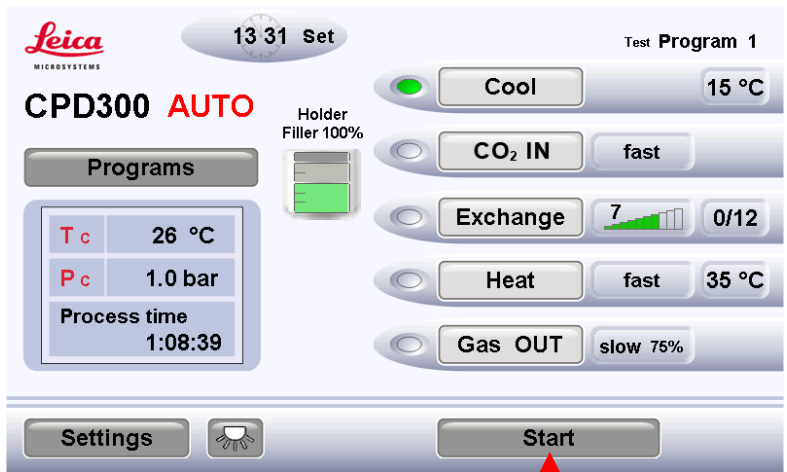 Leica
MICROSYSTEMS
13 31 Set
Test Program 1
CPD300 AUTO
Holder
Filler 100%
Programs
Tc 26 °C
Pc 1.0 bar
Process time
1:08:39
Cool 15 °C
CO₂ IN fast
Exchange 7 0/12
Heat fast 35 °C
Gas OUT slow 75%
Settings
Start